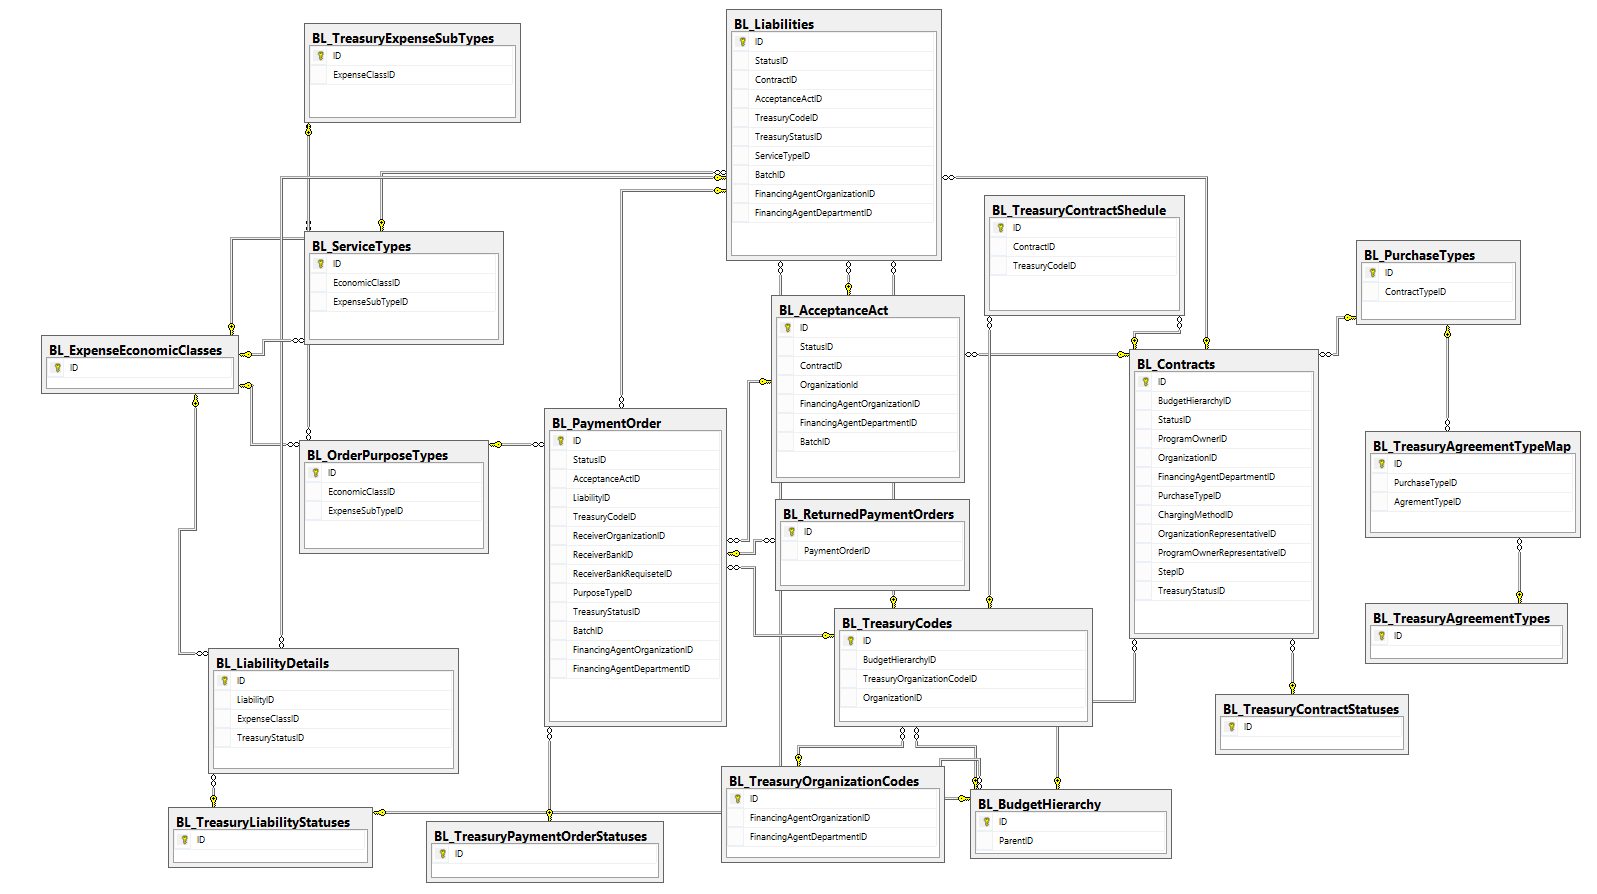 BL_TreasuryExpenseSubTypes
ID
ExpenseClassID
BL_Liabilities
ID
StatusID
ContractID
AcceptanceActID
TreasuryCodeID
TreasuryStatusID
ServiceTypeID
BatchID
FinancingAgentOrganizationID
FinancingAgentDepartmentID
BL_TreasuryContractShedule
ID
ContractID
TreasuryCodeID
BL_ServiceTypes
ID
EconomicClassID
ExpenseSubTypeID
BL_PurchaseTypes
ID
ContractTypeID
BL_AcceptanceAct
ID
StatusID
ContractID
OrganizationId
FinancingAgentOrganizationID
FinancingAgentDepartmentID
BatchID
BL_ExpenseEconomicClasses
ID
BL_Contracts
ID
BudgetHierarchyID
StatusID
ProgramOwnerID
OrganizationID
FinancingAgentDepartmentID
PurchaseTypeID
ChargingMethodID
OrganizationRepresentativeID
ProgramOwnerRepresentativeID
StepID
TreasuryStatusID
BL_PaymentOrder
ID
StatusID
AcceptanceActID
LiabilityID
TreasuryCodeID
ReceiverOrganizationID
ReceiverBankID
ReceiverBankRequiseteID
PurposeTypeID
TreasuryStatusID
BatchID
FinancingAgentOrganizationID
FinancingAgentDepartmentID
BL_TreasuryAgreementTypeMap
ID
PurchaseTypeID
AgrementTypeID
BL_OrderPurposeTypes
ID
EconomicClassID
ExpenseSubTypeID
BL_ReturnedPaymentOrders
ID
PaymentOrderID
BL_TreasuryCodes
ID
BudgetHierarchyID
TreasuryOrganizationCodeID
OrganizationID
BL_TreasuryAgreementTypes
ID
BL_LiabilityDetails
ID
LiabilityID
ExpenseClassID
TreasuryStatusID
BL_TreasuryContractStatuses
ID
BL_TreasuryOrganizationCodes
ID
FinancingAgentOrganizationID
FinancingAgentDepartmentID
BL_BudgetHierarchy
ID
ParentID
BL_TreasuryLiabilityStatuses
ID
BL_TreasuryPaymentOrderStatuses
ID